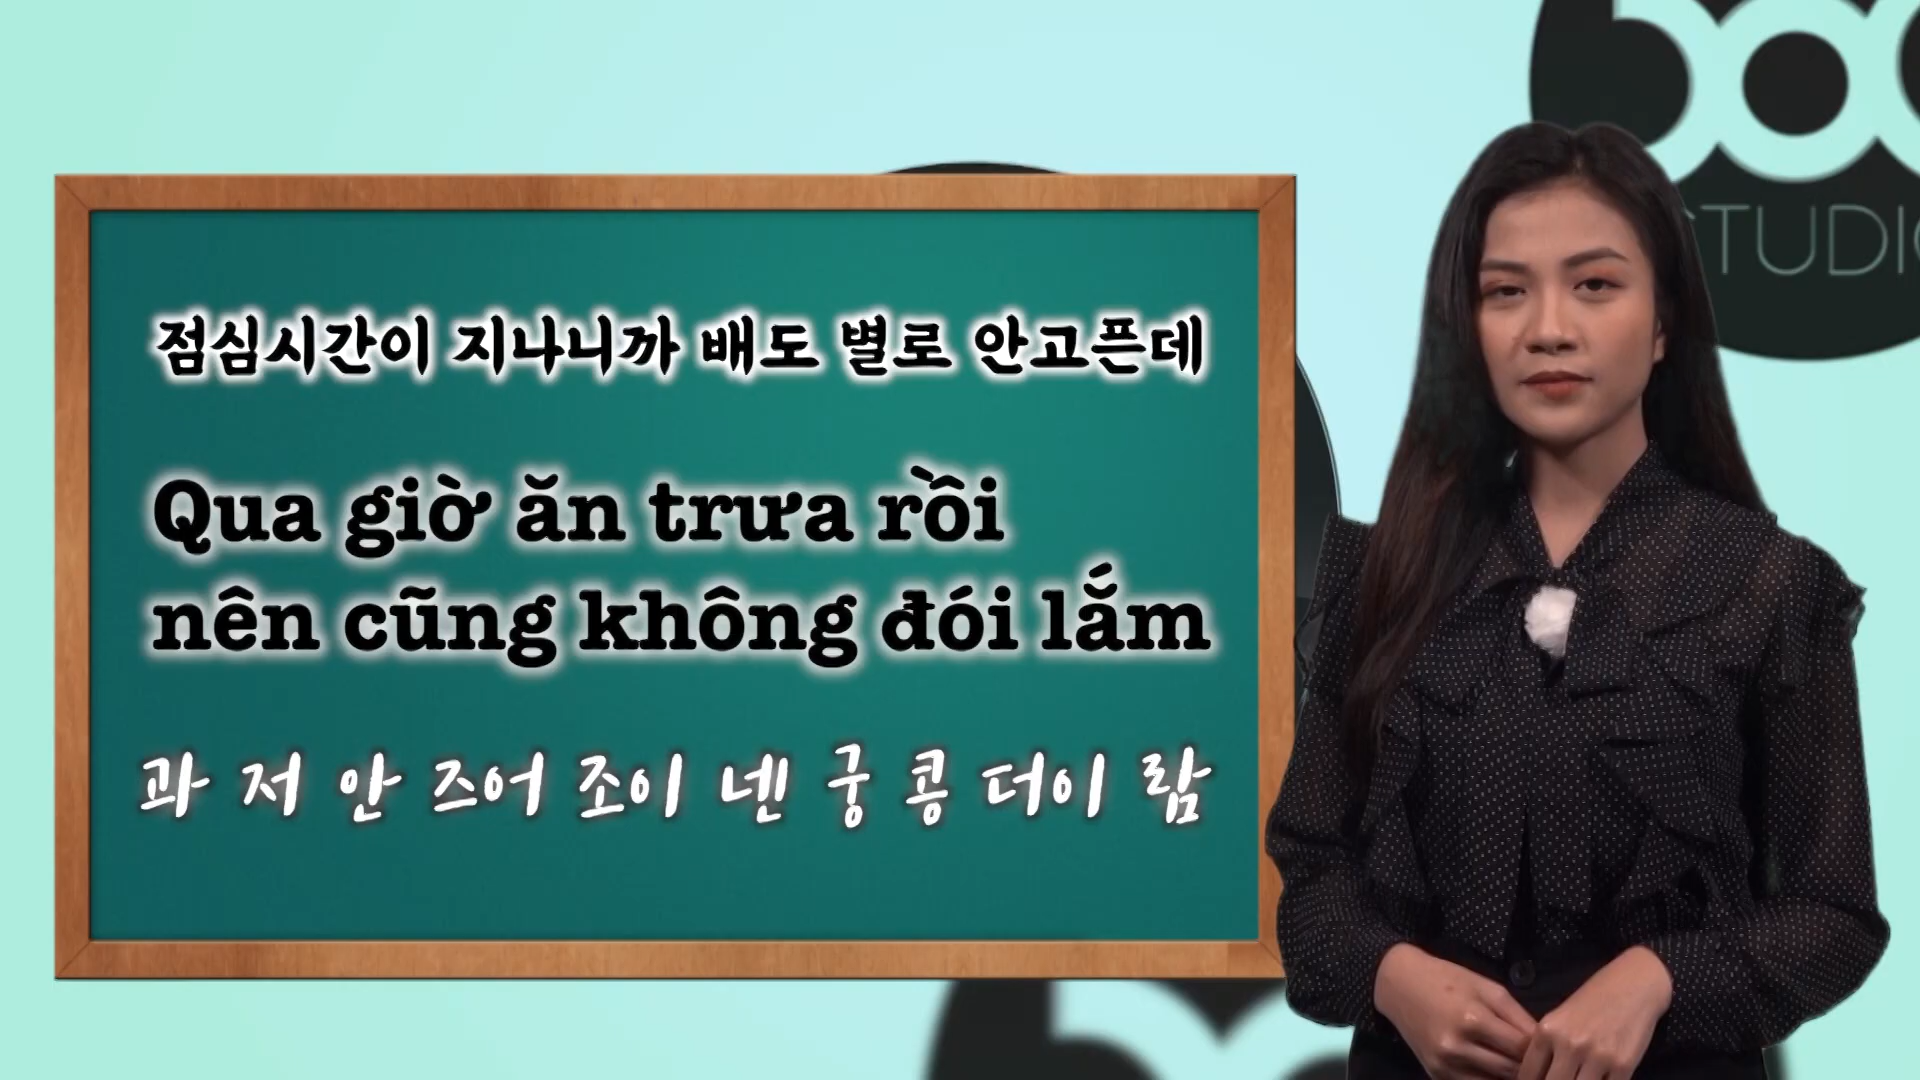 점심시간이 지나니까 배도 별로 안고픈데
Qua giờ ăn trưa rồi
nên cũng không đói lắm
과 저 안 즈어 조이 넨 궁 콩 더이 람
STUDIO